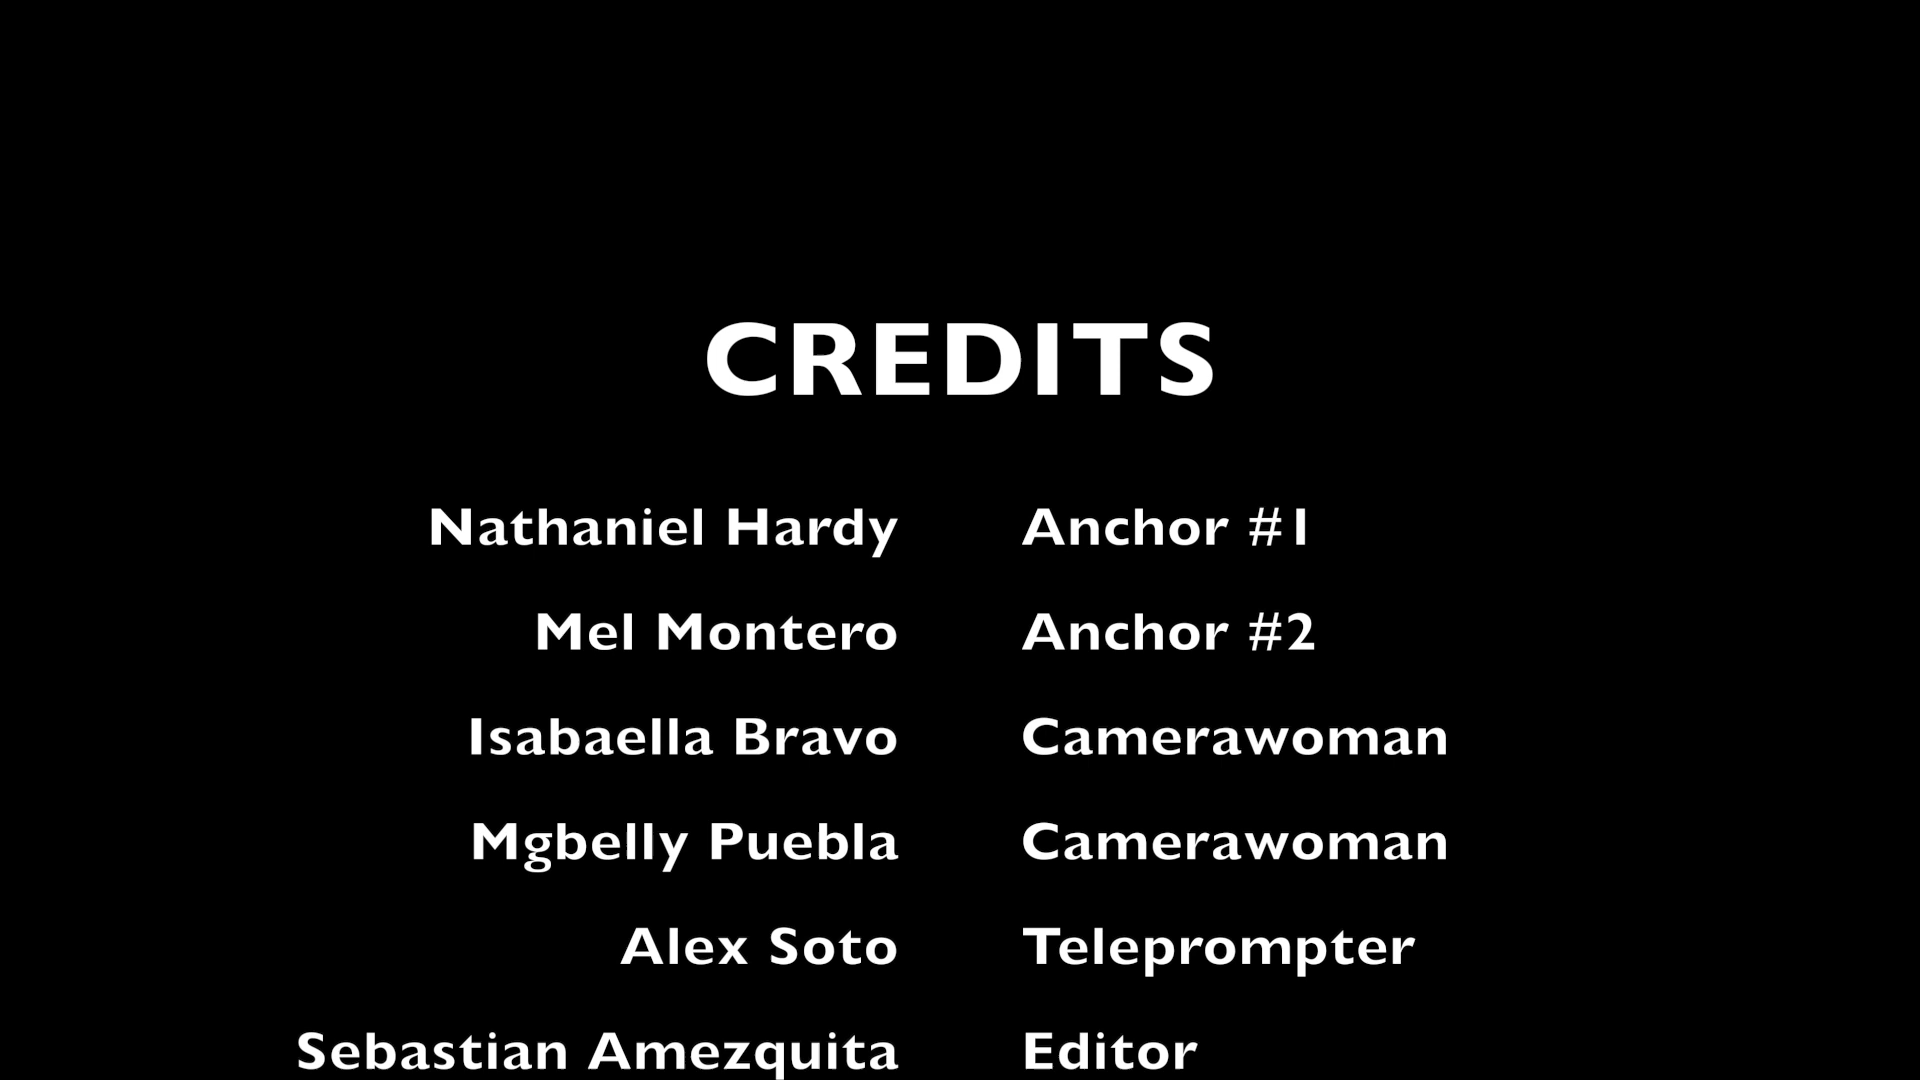 CREDITS
Nathaniel Hardy Anchor #1
Mel Montero Anchor #2
Isabaella Bravo Camerawoman
Mgbelly Puebla Camerawoman
Alex Soto Teleprompter
Sebastian Amezquita Editor